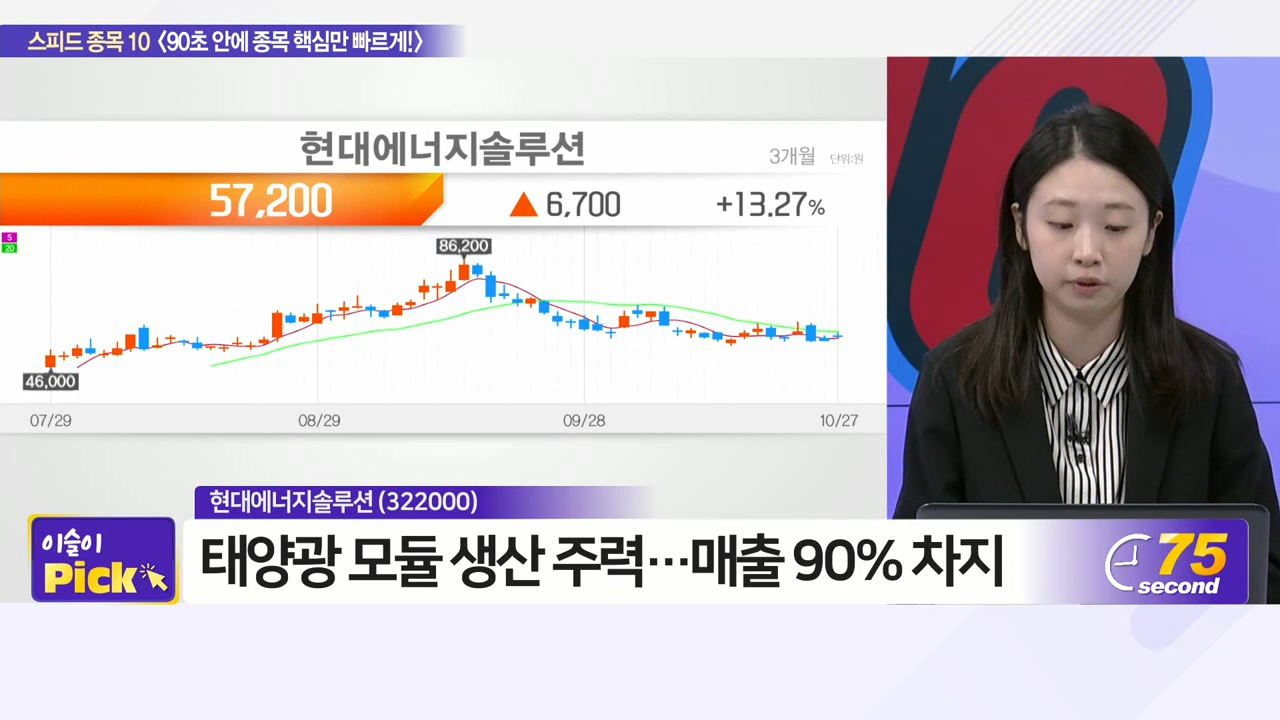 스피드 종목 10 〈90초 안에 종목 핵심만 빠르게!〉
현대에너지솔루션
3개월 단위:원
57,200 ▲ 6,700 +13.27%
5
20
86,200
46,000
07/29 08/29 09/28 10/27
현대에너지솔루션 (322000)
이슬이
Pick
태양광 모듈 생산 주력…매출 90% 차지
75
second